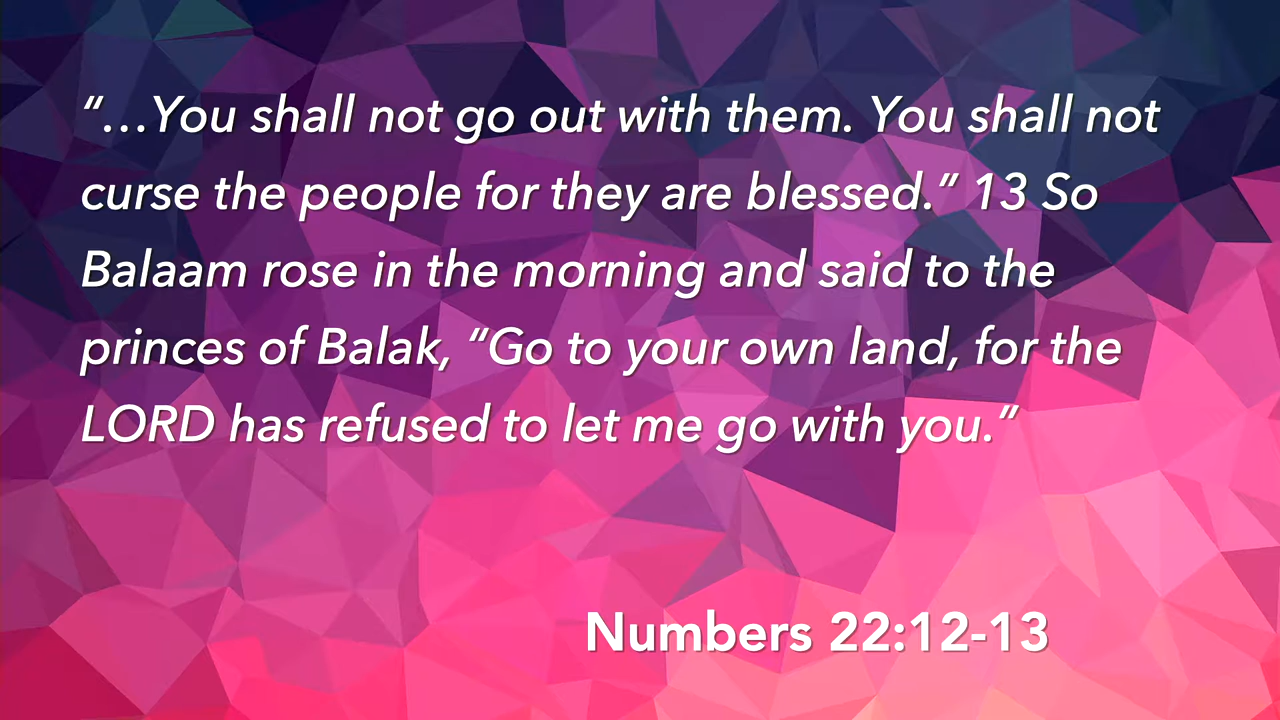 “…You shall not go out with them. You shall not
curse the people for they are blessed.” 13 So
Balaam rose in the morning and said to the
princes of Balak, “Go to your own land, for the
LORD has refused to let me go with you.”
Numbers 22:12-13